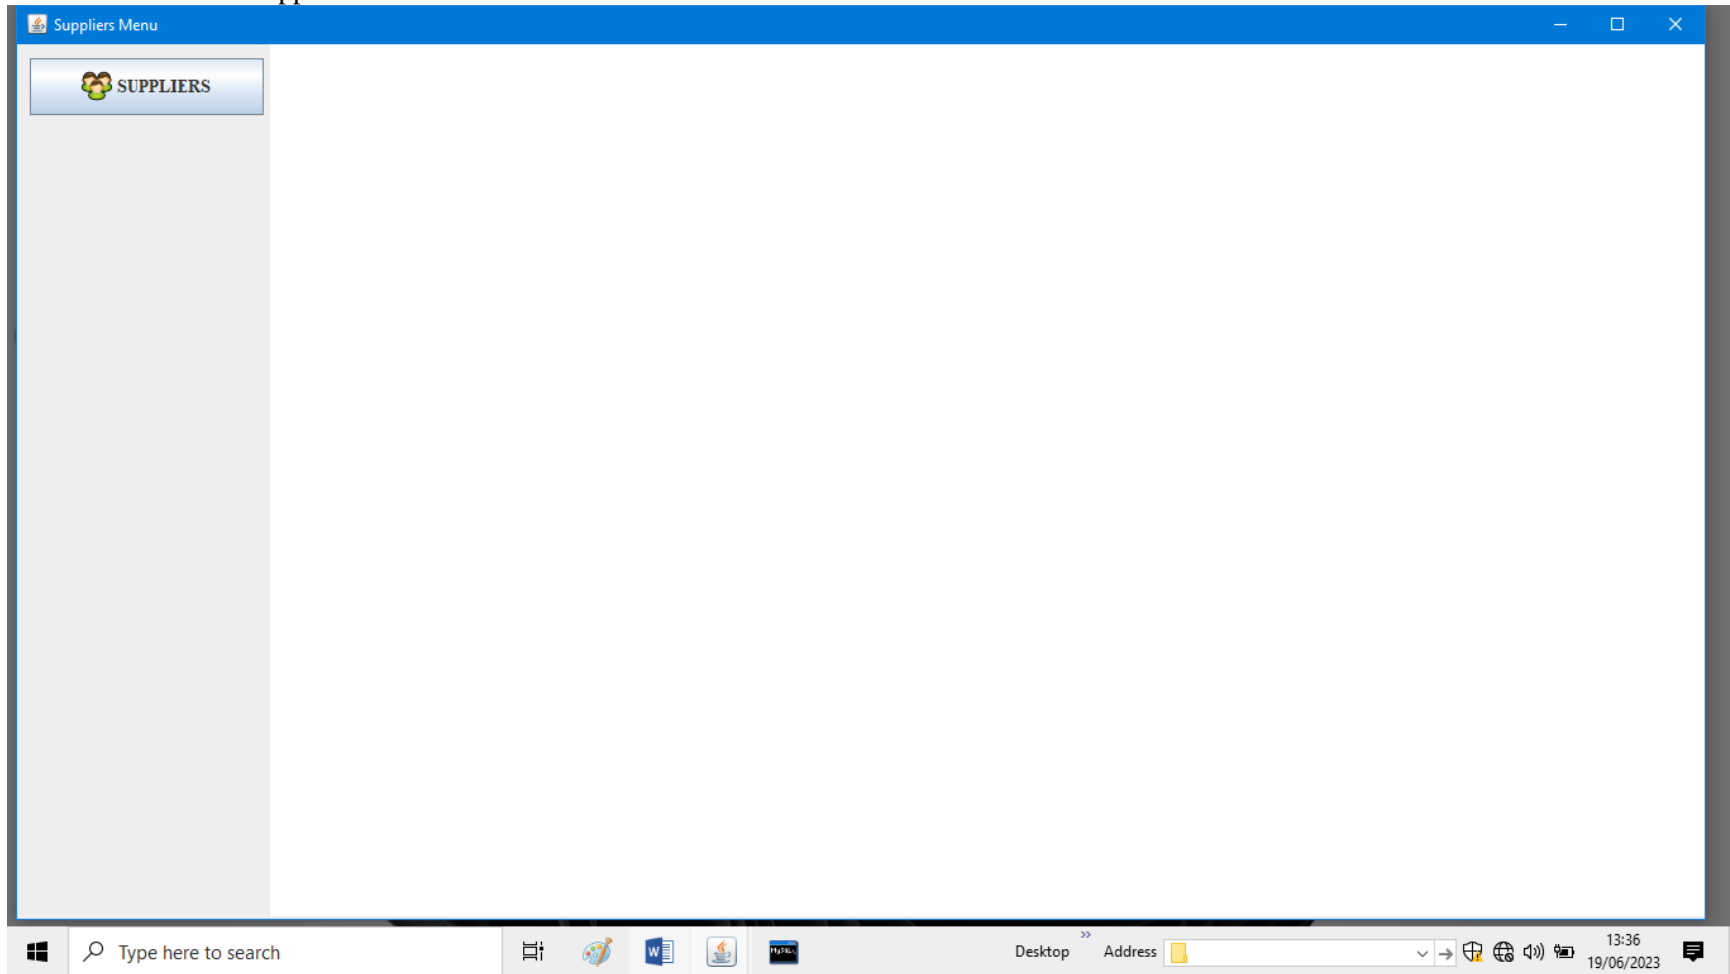 Suppliers Menu
SUPPLIERS
Type here to search
Desktop
Address
13:36
19/06/2023